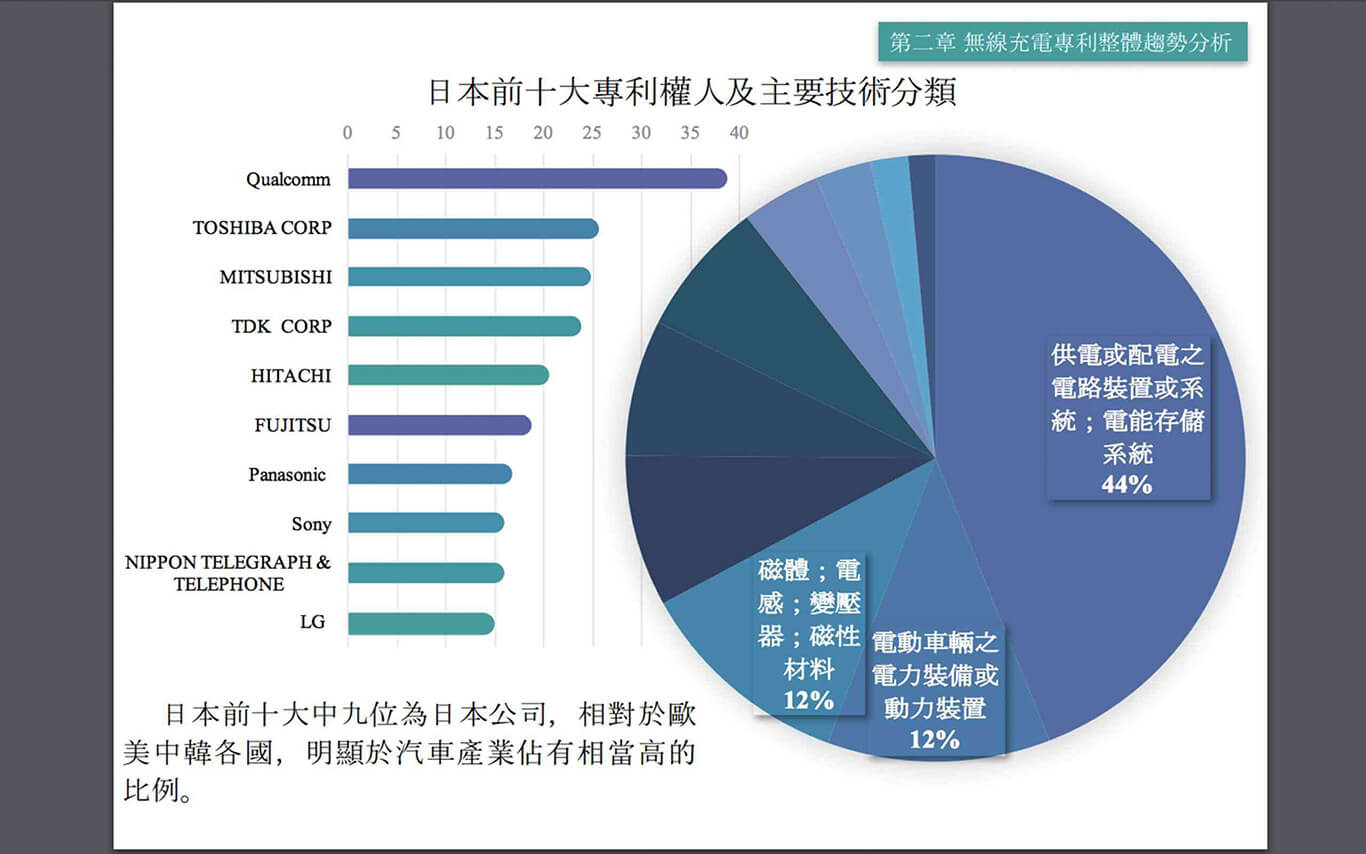 第二章 無線充電專利整體趨勢分析
日本前十大專利權人及主要技術分類
0 5 10 15 20 25 30 35 40
Qualcomm
TOSHIBA CORP
MITSUBISHI
TDK CORP
HITACHI
FUJITSU
Panasonic
Sony
NIPPON TELEGRAPH &
TELEPHONE
LG
供電或配電之
電路裝置或系
統；電能存儲
系統
44%
磁體；電
感；變壓
器；磁性
材料
12%
電動車輛之
電力裝備或
動力裝置
12%
日本前十大中九位為日本公司，相對於歐
美中韓各國，明顯於汽車產業佔有相當高的
比例。